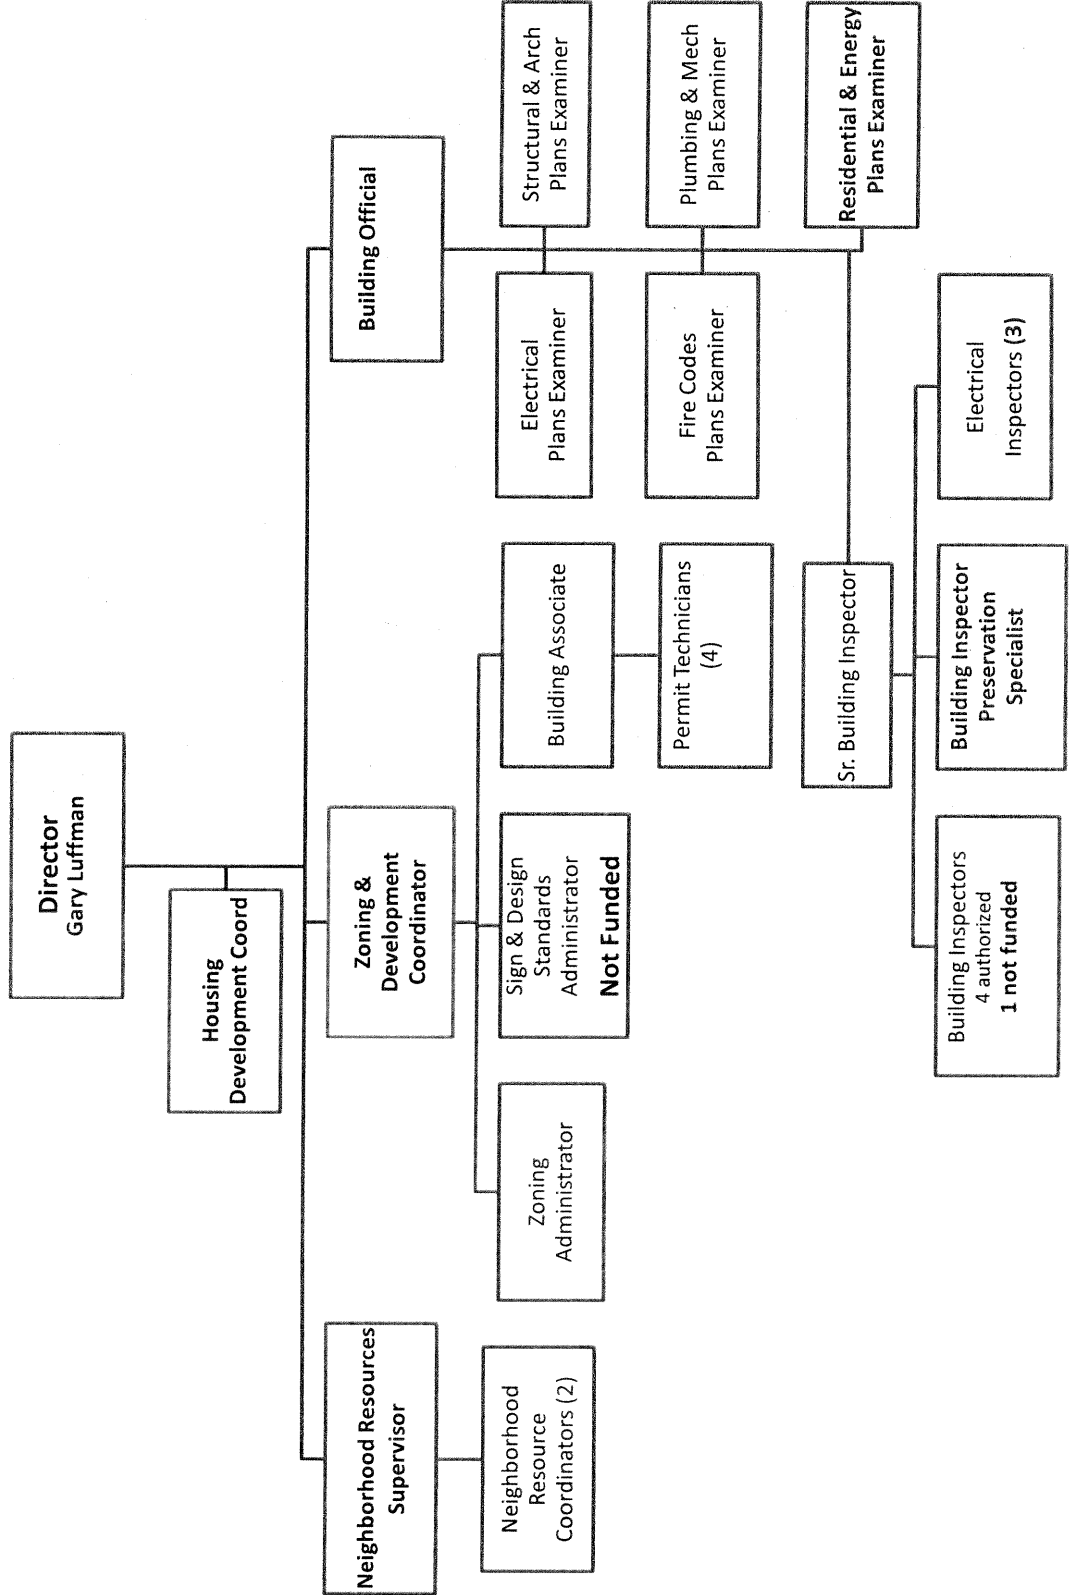 Director
Gary Luffman
Housing
Development Coord
Neighborhood Resources
Supervisor
Zoning &
Development
Coordinator
Building Official
Neighborhood
Resource
Coordinators (2)
Zoning
Administrator
Sign & Design
Standards
Administrator
Not Funded
Building Associate
Permit Technicians
(4)
Electrical
Plans Examiner
Structural & Arch
Plans Examiner
Fire Codes
Plans Examiner
Plumbing & Mech
Plans Examiner
Residential & Energy
Plans Examiner
Sr. Building Inspector
Building Inspectors
4 authorized
1 not funded
Building Inspector
Preservation
Specialist
Electrical
Inspectors (3)